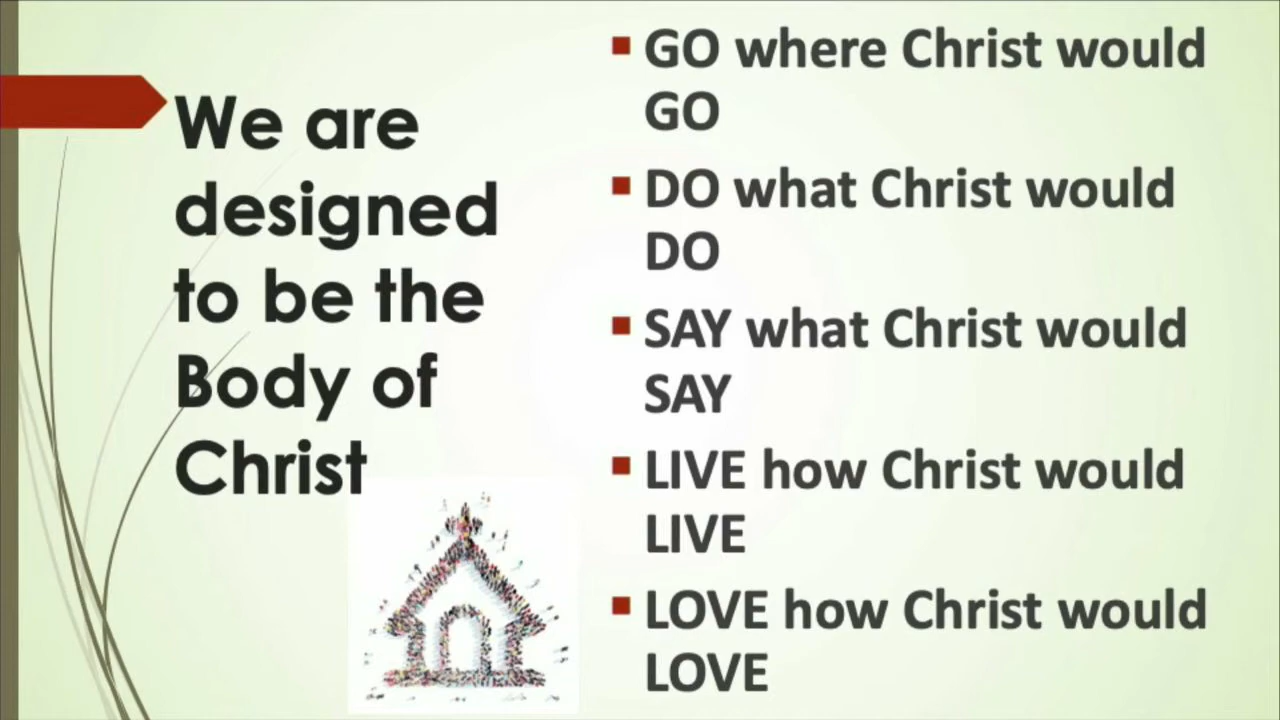 We are
designed
to be the
Body of
Christ
GO where Christ would
GO
DO what Christ would
DO
SAY what Christ would
SAY
LIVE how Christ would
LIVE
LOVE how Christ would
LOVE